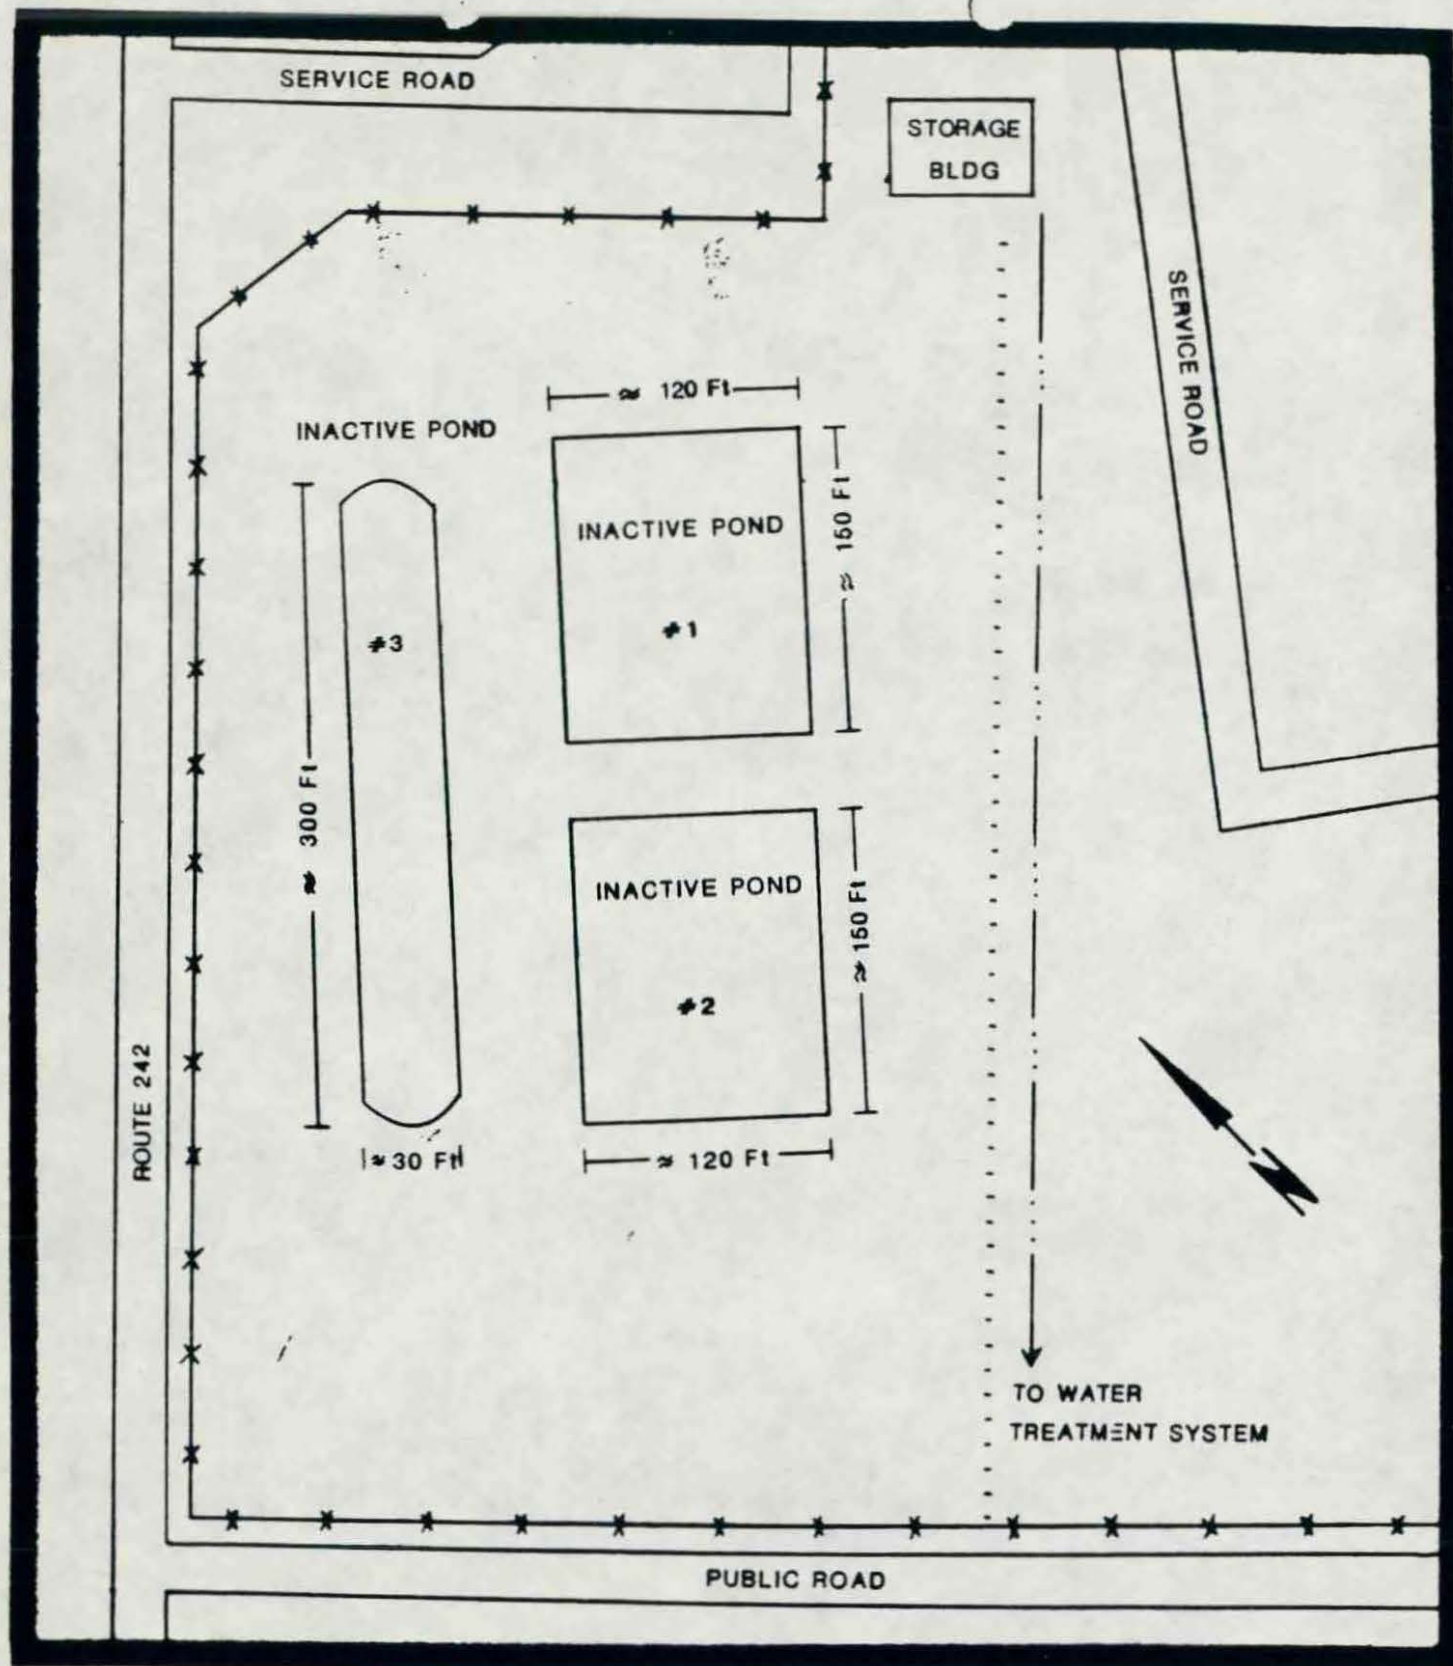 SERVICE ROAD
STORAGE
BLDG
SERVICE ROAD
≈ 120 Ft
INACTIVE POND
INACTIVE POND
#1
≈ 150 Ft
#3
≈ 300 Ft
INACTIVE POND
#2
≈ 150 Ft
ROUTE 242
≈ 30 Ft
≈ 120 Ft
N
TO WATER
TREATMENT SYSTEM
PUBLIC ROAD